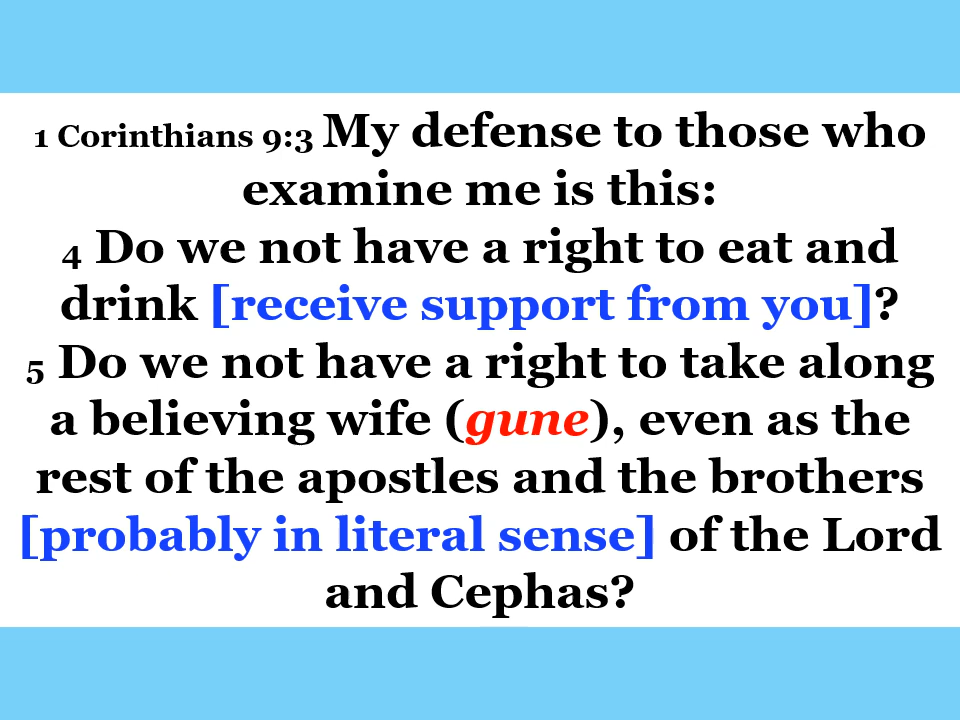 1 Corinthians 9:3 My defense to those who
examine me is this:
4 Do we not have a right to eat and
drink [receive support from you]?
5 Do we not have a right to take along
a believing wife (gune), even as the
rest of the apostles and the brothers
[probably in literal sense] of the Lord
and Cephas?